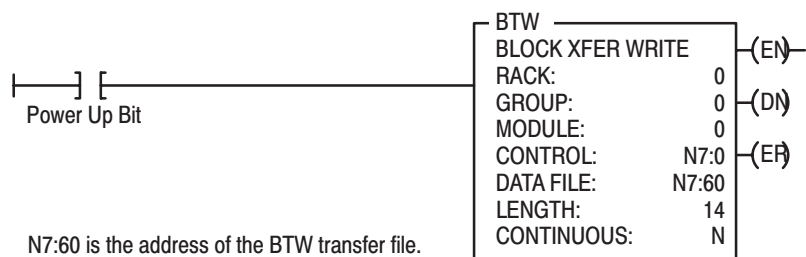 BTW
BLOCK XFER WRITE (EN)
RACK: 0
GROUP: 0 (DN)
MODULE: 0
CONTROL: N7:0 (ER)
DATA FILE: N7:60
LENGTH: 14
CONTINUOUS: N
Power Up Bit
N7:60 is the address of the BTW transfer file.